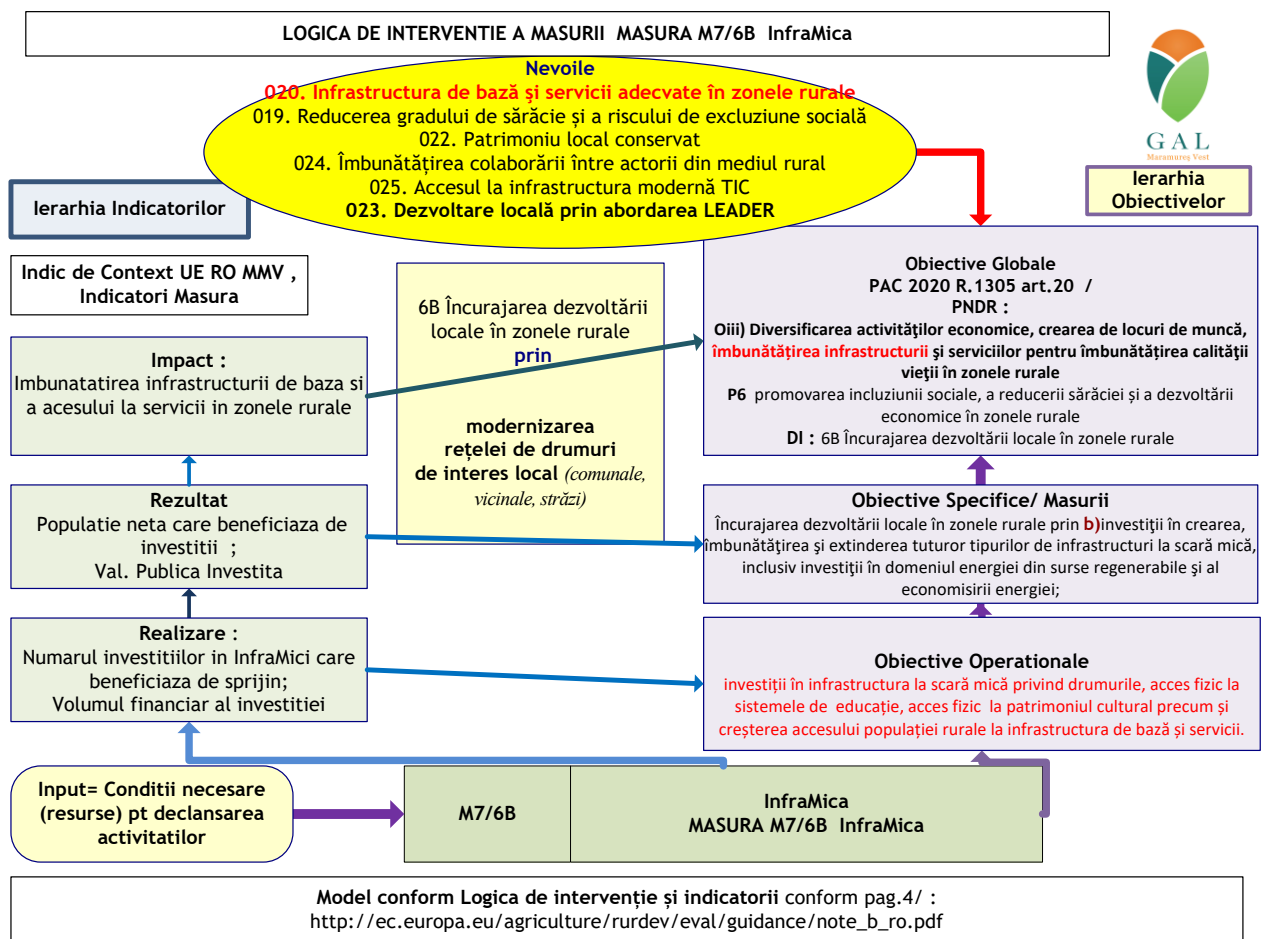 LOGICA DE INTERVENTIE A MASURII MASURA M7/6B InfraMica
Nevoile
020. Infrastructura de bază și servicii adecvate în zonele rurale
019. Reducerea gradului de sărăcie și a riscului de excluziune socială
022. Patrimoniu local conservat
024. Îmbunătățirea colaborării între actorii din mediul rural
025. Accesul la infrastructura modernă TIC
023. Dezvoltare locală prin abordarea LEADER
GAL
Maramureș Vest
Ierarhia Indicatorilor
Ierarhia
Obiectivelor
Indic de Context UE RO MMV ,
Indicatori Masura
6B Încurajarea dezvoltării
locale în zonele rurale
prin
modernizarea
rețelei de drumuri
de interes local (comunale,
vicinale, străzi)
Obiective Globale
PAC 2020 R.1305 art.20 /
PNDR :
Oiii) Diversificarea activităţilor economice, crearea de locuri de muncă,
îmbunătățirea infrastructurii şi serviciilor pentru îmbunătățirea calităţii
vieţii în zonele rurale
P6 promovarea incluziunii sociale, a reducerii sărăciei și a dezvoltării
economice în zonele rurale
DI : 6B Încurajarea dezvoltării locale în zonele rurale
Impact :
Imbunatatirea infrastructurii de baza si
a acesului la servicii in zonele rurale
Rezultat
Populatie neta care beneficiaza de
investitii ;
Val. Publica Investita
Obiective Specifice/ Masurii
Încurajarea dezvoltării locale în zonele rurale prin b)investiţii în crearea,
îmbunătăţirea şi extinderea tuturor tipurilor de infrastructuri la scară mică,
inclusiv investiţii în domeniul energiei din surse regenerabile şi al
economisirii energiei;
Realizare :
Numarul investitiilor in InfraMici care
beneficiaza de sprijin;
Volumul financiar al investitiei
Obiective Operationale
investiții în infrastructura la scară mică privind drumurile, acces fizic la
sistemele de educație, acces fizic la patrimoniul cultural precum și
creșterea accesului populației rurale la infrastructura de bază și servicii.
Input= Conditii necesare
(resurse) pt declansarea
activitatilor
M7/6B
InfraMica
MASURA M7/6B InfraMica
Model conform Logica de intervenție și indicatorii conform pag.4/ :
http://ec.europa.eu/agriculture/rurdev/eval/guidance/note_b_ro.pdf